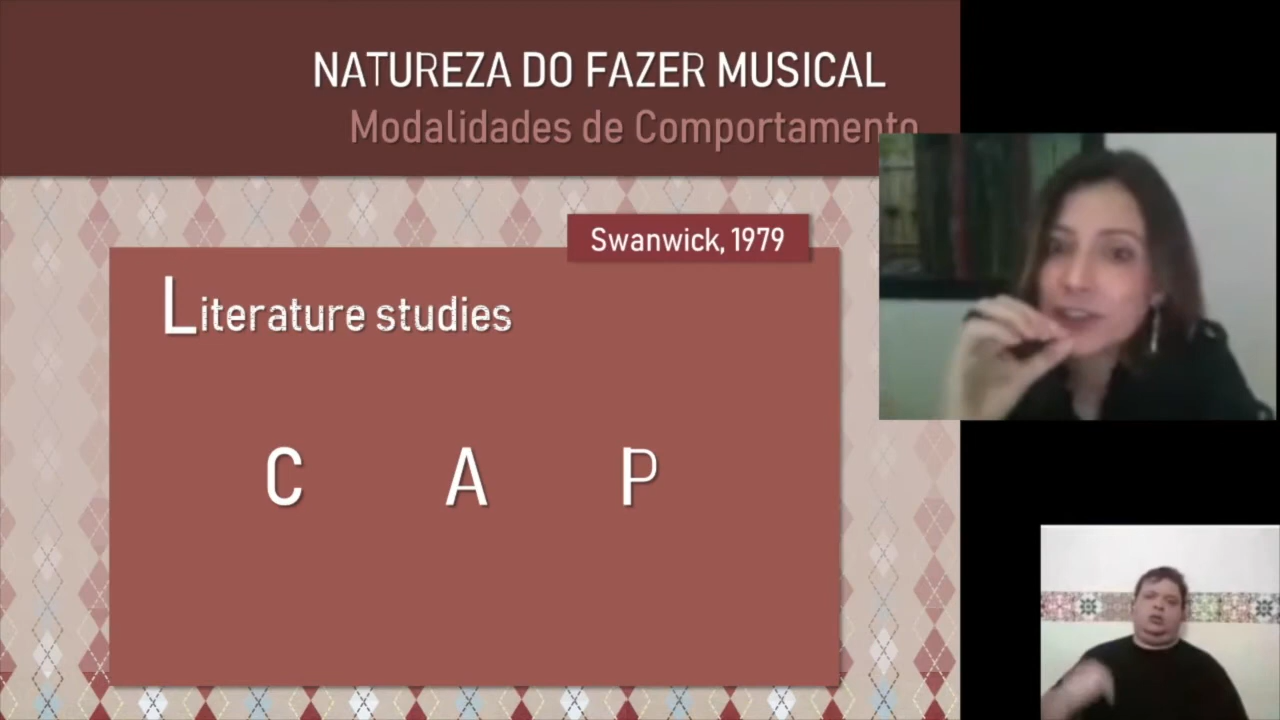 NATUREZA DO FAZER MUSICAL
Modalidades de Comportamento
Swanwick, 1979
Literature studies
C A P